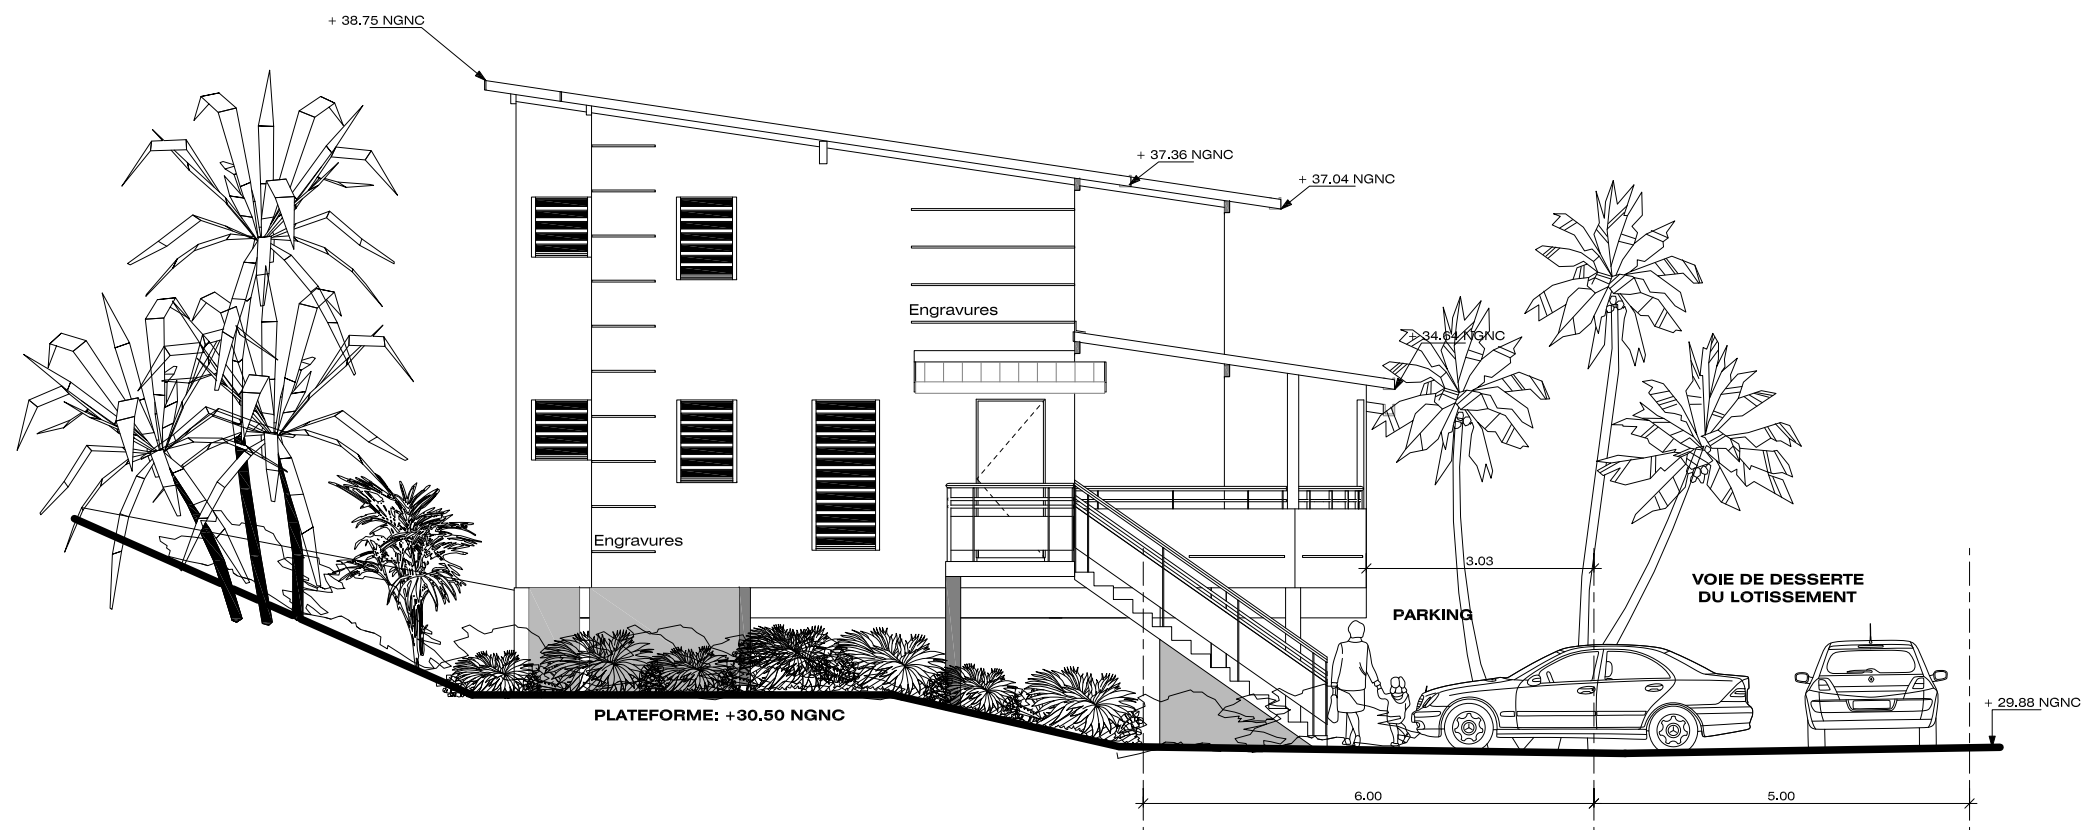 + 38.75 NGNC
+ 37.36 NGNC
+ 37.04 NGNC
Engravures
+ 34.64 NGNC
Engravures
3.03
VOIE DE DESSERTE
DU LOTISSEMENT
PARKING
+ 29.88 NGNC
PLATEFORME: +30.50 NGNC
6.00
5.00